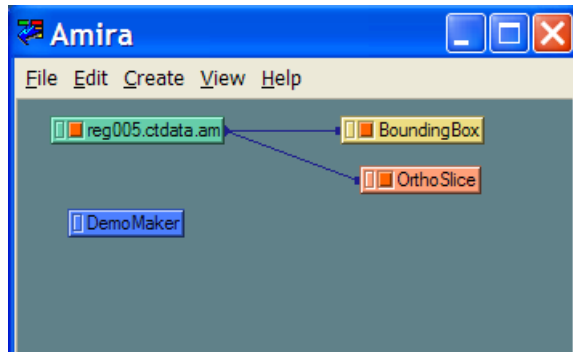 Amira
File Edit Create View Help
reg005.ctdata.am BoundingBox
OrthoSlice
DemoMaker